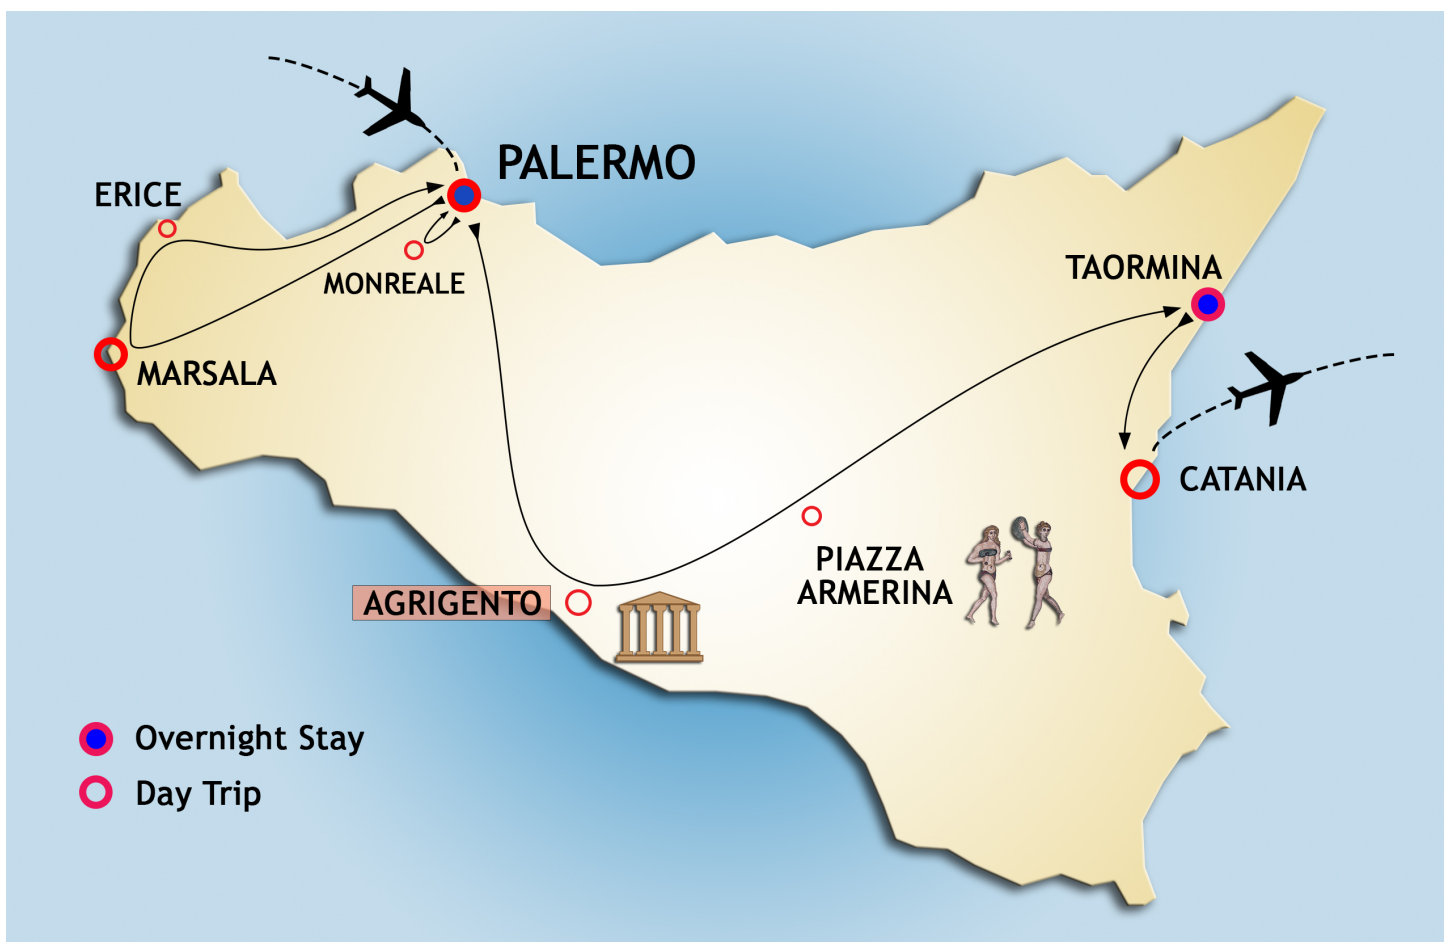 PALERMO
ERICE
MONREALE
TAORMINA
MARSALA
CATANIA
PIAZZA
ARMERINA
AGRIGENTO
Overnight Stay
Day Trip